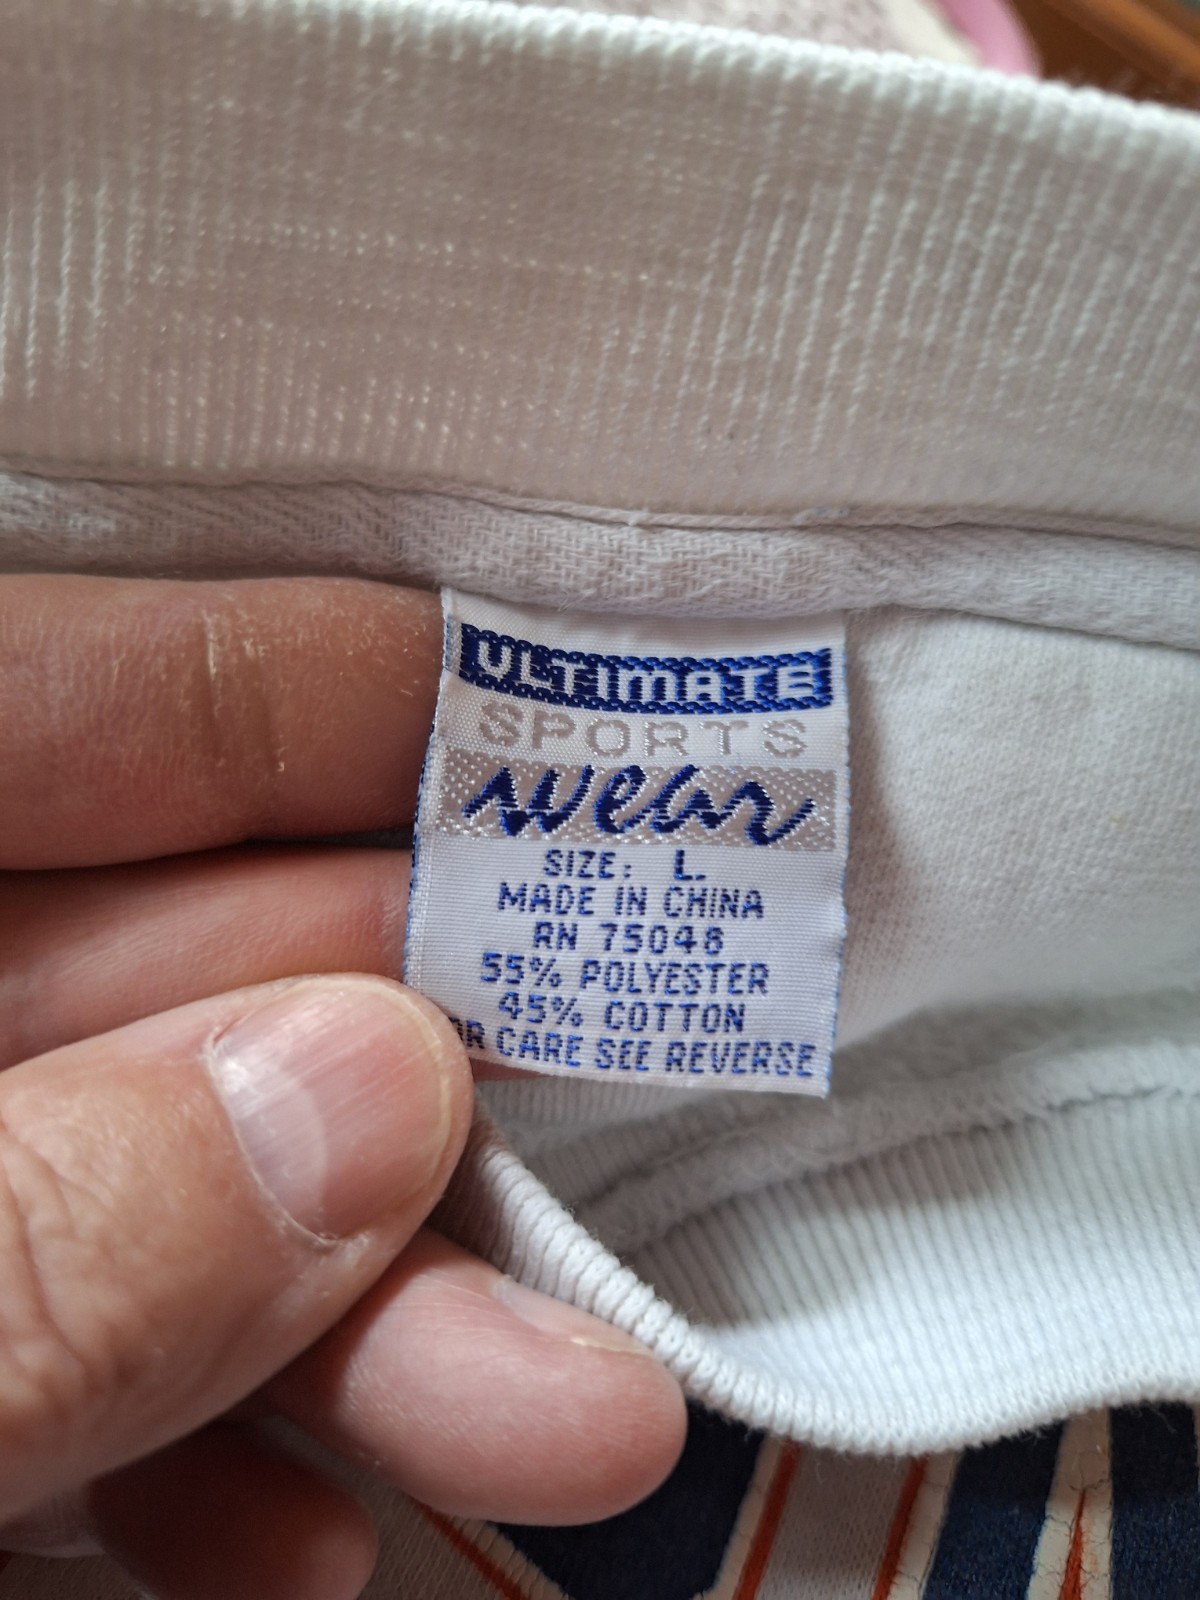 ULTIMATE
SPORTS
wear
SIZE: L.
MADE IN CHINA
RN 75048
55% POLYESTER
45% COTTON
CARE SEE REVERSE